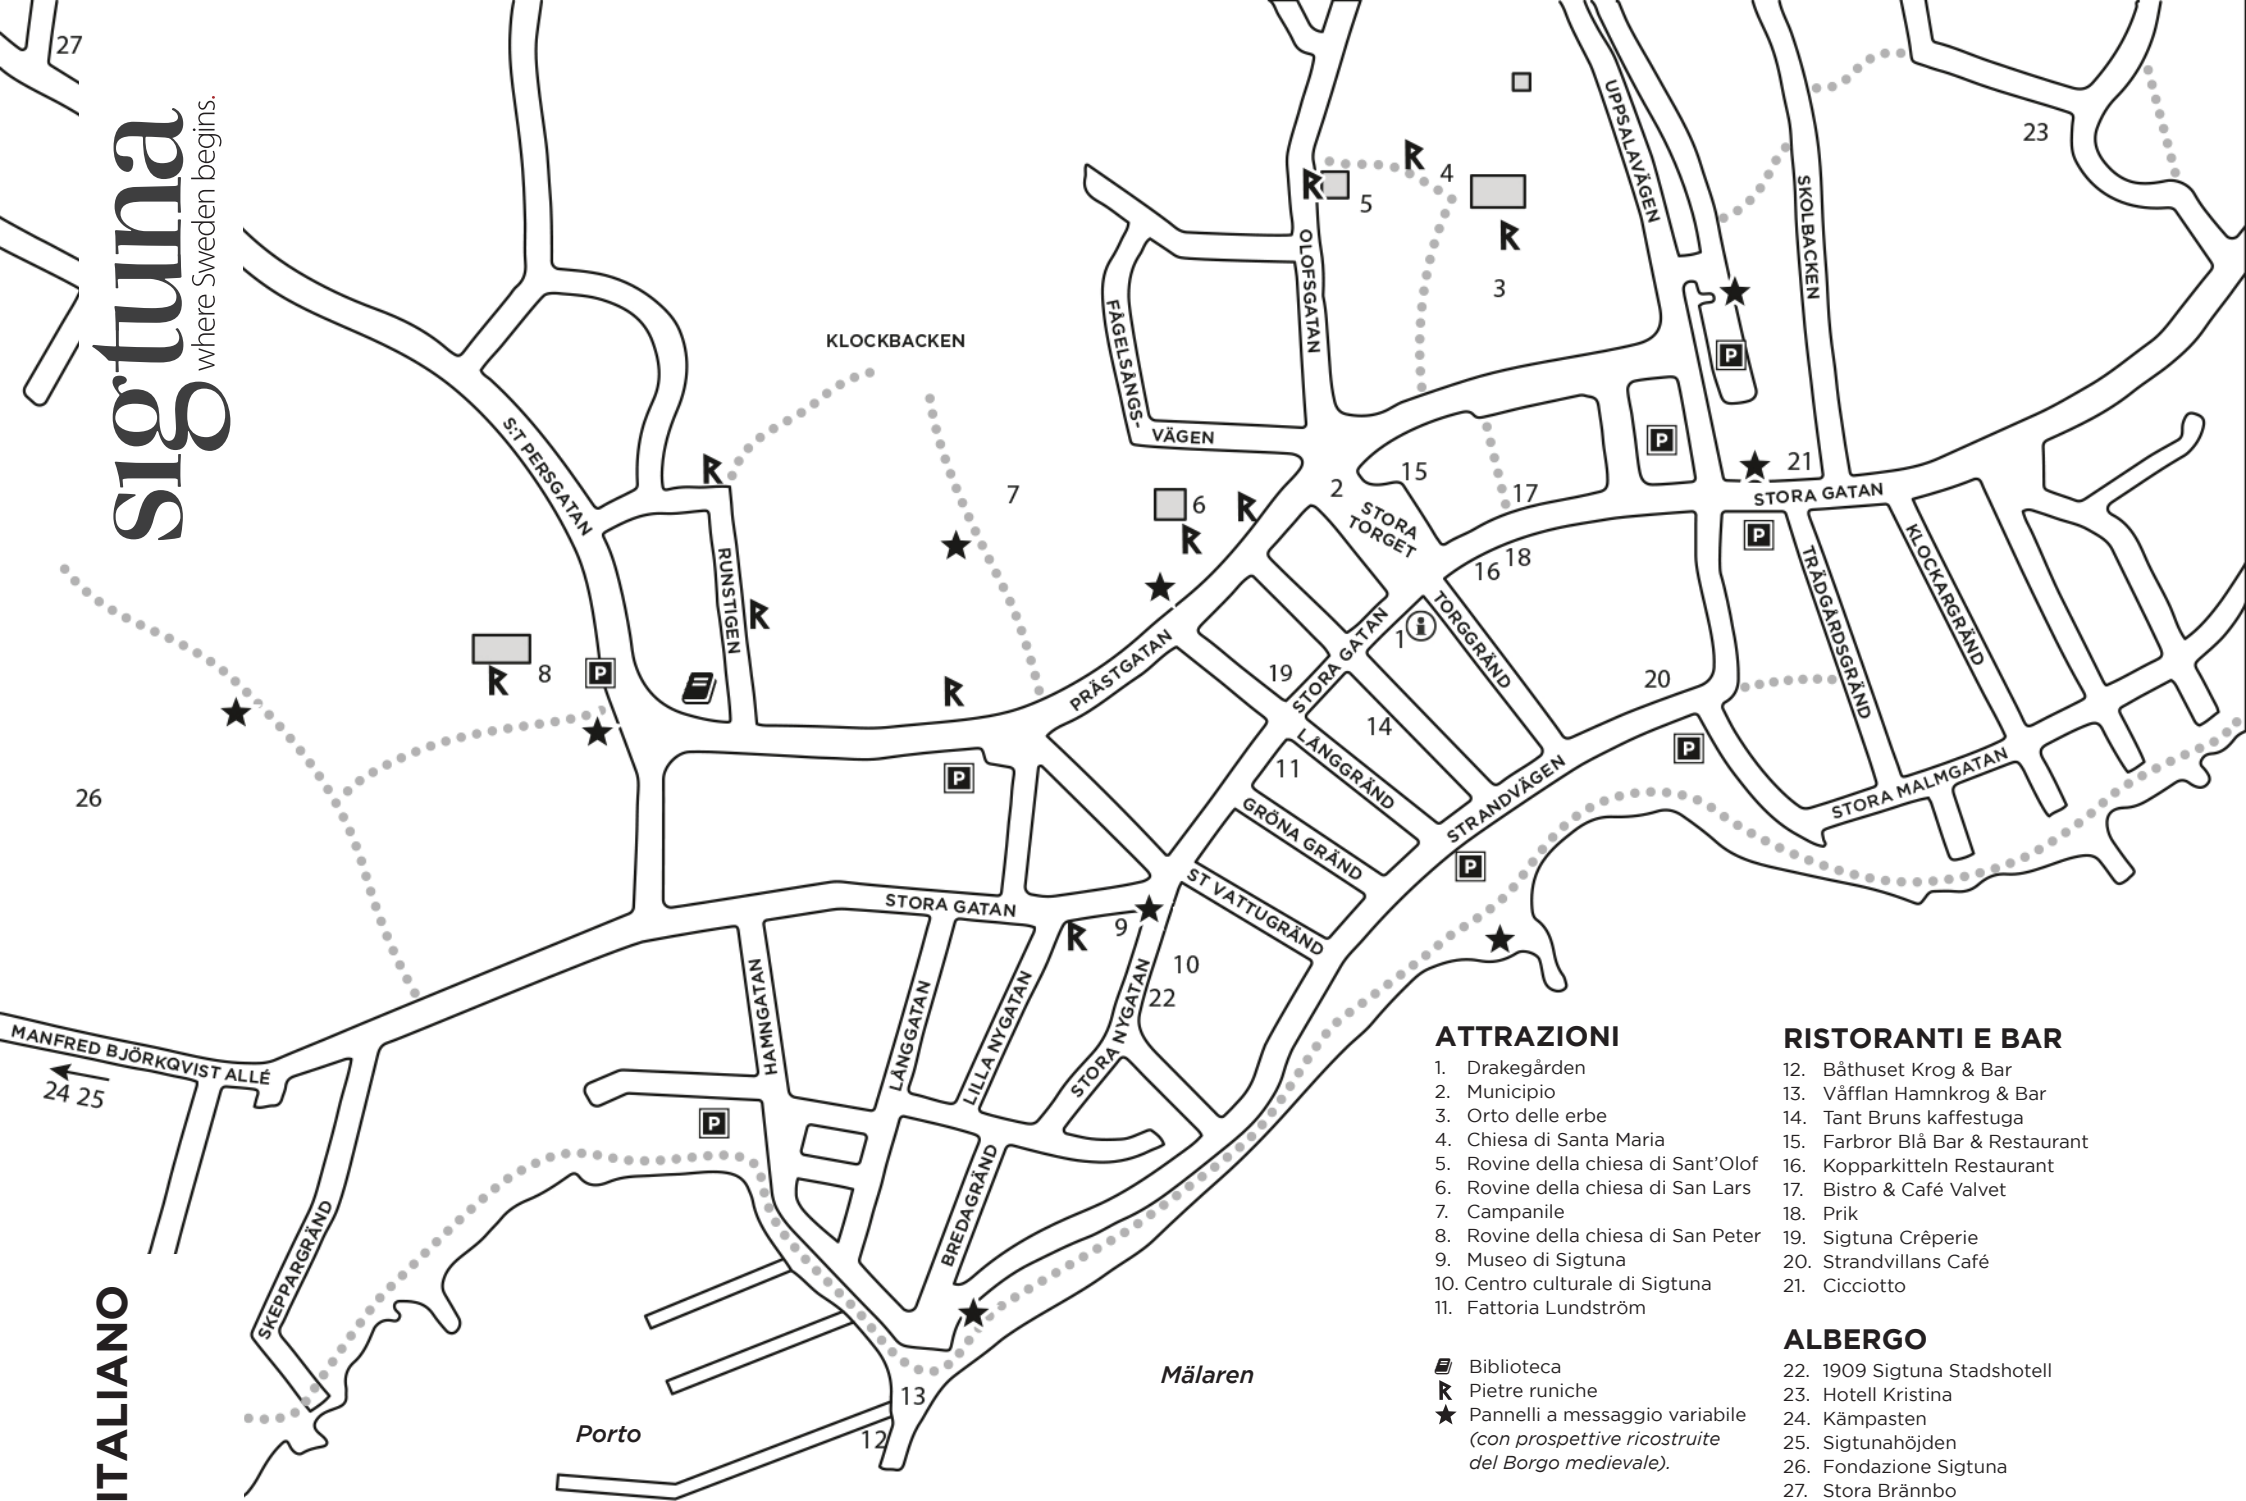 27
sigtuna
where Sweden begins.
23
4
5
3
UPPSALAVÄGEN
SKOLBACKEN
OLOFSGATAN
KLOCKBACKEN
FÅGELSÅNGS-
VÄGEN
S:T PERSGATAN
7
6
2
15
17
21
P
P
P
STORA GATAN
STORA
TORGET
16
18
RUNSTIGEN
8
P
PRÄSTGATAN
19
STORA GATAN
1
TORGGRÄND
TRÄDGÅRDSGRÄND
KLOCKARGRÄND
20
14
P
26
P
11
LÅNGGRÄND
GRÖNA GRÄND
STRANDVÄGEN
STORA MALMGATAN
P
ST VATTUGRÄND
STORA GATAN
9
10
22
HAMNGATAN
LÅNGGATAN
LILLA NYGATAN
STORA NYGATAN
MANFRED BJÖRKQVIST ALLÉ
24 25
P
BREDAGRÄND
SKEPPARGRÄND
13
12
Porto
Mälaren
ITALIANO
ATTRAZIONI
1. Drakegården
2. Municipio
3. Orto delle erbe
4. Chiesa di Santa Maria
5. Rovine della chiesa di Sant’Olof
6. Rovine della chiesa di San Lars
7. Campanile
8. Rovine della chiesa di San Peter
9. Museo di Sigtuna
10. Centro culturale di Sigtuna
11. Fattoria Lundström
Biblioteca
Pietre runiche
Pannelli a messaggio variabile
(con prospettive ricostruite
del Borgo medievale).
RISTORANTI E BAR
12. Båthuset Krog & Bar
13. Våfflan Hamnkrog & Bar
14. Tant Bruns kaffestuga
15. Farbror Blå Bar & Restaurant
16. Kopparkitteln Restaurant
17. Bistro & Café Valvet
18. Prik
19. Sigtuna Crêperie
20. Strandvillans Café
21. Cicciotto
ALBERGO
22. 1909 Sigtuna Stadshotell
23. Hotell Kristina
24. Kämpasten
25. Sigtunahöjden
26. Fondazione Sigtuna
27. Stora Brännbo